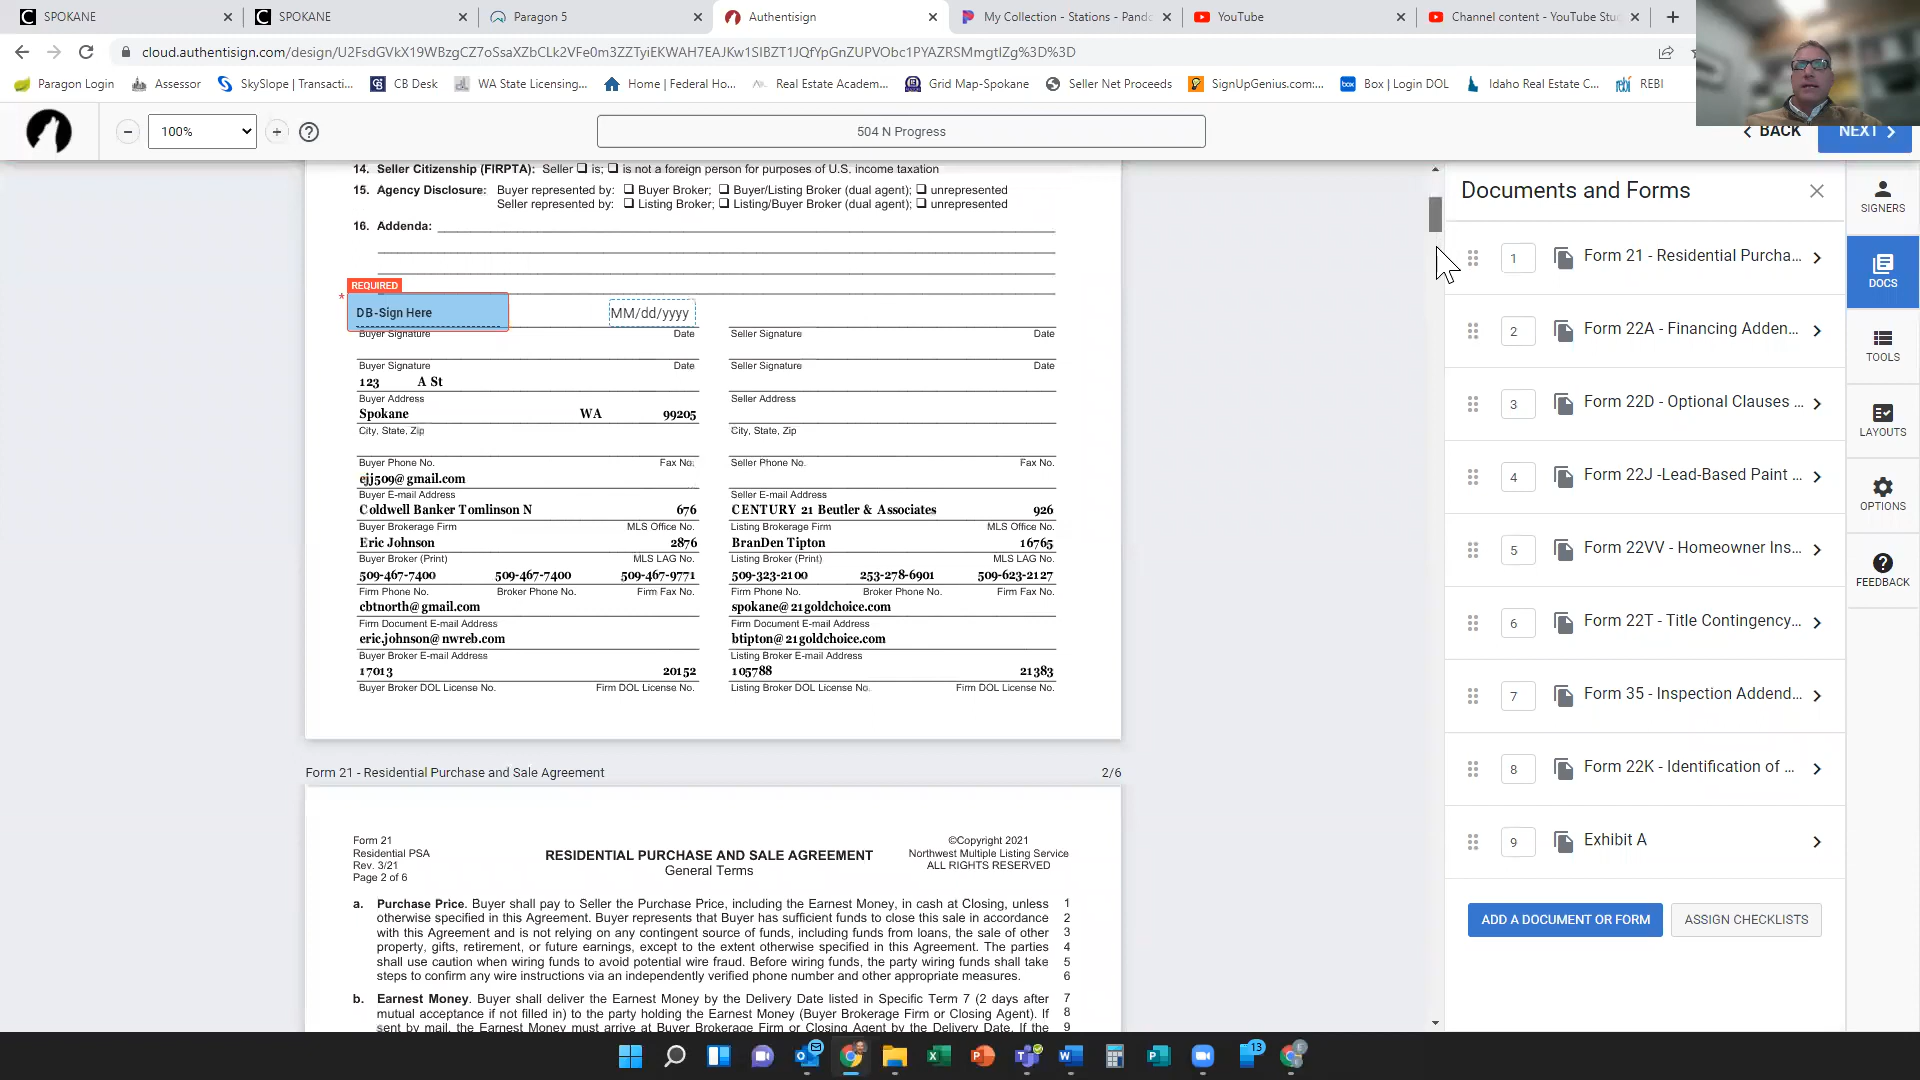 SPOKANE
SPOKANE
Paragon 5
Authentisign
My Collection - Stations - Pand
YouTube
Channel content - YouTube Stu
cloud.authentisign.com/design/
Paragon Login
Assessor
SkySlope | Transacti...
CB Desk
WA State Licensing...
Home | Federal Ho...
Real Estate Academ...
Grid Map-Spokane
Seller Net Proceeds
SignUpGenius.com:...
Box | Login DOL
Idaho Real Estate C...
REBI
100%
504 N Progress
BACK
NEXT
14. Seller Citizenship (FIRPTA): Seller ❑ is; ❑ is not a foreign person for purposes of U.S. income taxation
15. Agency Disclosure: Buyer represented by: ❑ Buyer Broker; ❑ Buyer/Listing Broker (dual agent); ❑ unrepresented
Seller represented by: ❑ Listing Broker; ❑ Listing/Buyer Broker (dual agent); ❑ unrepresented
16. Addenda:
REQUIRED
* DB-Sign Here MM/dd/yyyy
Buyer Signature Date Seller Signature Date
Buyer Signature Date Seller Signature Date
123 A St
Buyer Address Seller Address
Spokane WA 99205
City, State, Zip City, State, Zip
Buyer Phone No. Fax No. Seller Phone No. Fax No.
ejj509@gmail.com
Buyer E-mail Address Seller E-mail Address
Coldwell Banker Tomlinson N 676 CENTURY 21 Beutler & Associates 926
Buyer Brokerage Firm MLS Office No. Listing Brokerage Firm MLS Office No.
Eric Johnson 2876 BranDen Tipton 16765
Buyer Broker (Print) MLS LAG No. Listing Broker (Print) MLS LAG No.
509-467-7400 509-467-7400 509-467-9771 509-323-2100 253-278-6901 509-623-2127
Firm Phone No. Broker Phone No. Firm Fax No. Firm Phone No. Broker Phone No. Firm Fax No.
cbtnorth@gmail.com spokane@21goldchoice.com
Firm Document E-mail Address Firm Document E-mail Address
eric.johnson@nwreb.com btipton@21goldchoice.com
Buyer Broker E-mail Address Listing Broker E-mail Address
17013 20152 105788 21383
Buyer Broker DOL License No. Firm DOL License No. Listing Broker DOL License No. Firm DOL License No.
Form 21 - Residential Purchase and Sale Agreement 2/6
Form 21
Residential PSA
Rev. 3/21
Page 2 of 6
RESIDENTIAL PURCHASE AND SALE AGREEMENT
General Terms
©Copyright 2021
Northwest Multiple Listing Service
ALL RIGHTS RESERVED
a. Purchase Price. Buyer shall pay to Seller the Purchase Price, including the Earnest Money, in cash at Closing, unless 1
otherwise specified in this Agreement. Buyer represents that Buyer has sufficient funds to close this sale in accordance 2
with this Agreement and is not relying on any contingent source of funds, including funds from loans, the sale of other 3
property, gifts, retirement, or future earnings, except to the extent otherwise specified in this Agreement. The parties 4
shall use caution when wiring funds to avoid potential wire fraud. Before wiring funds, the party wiring funds shall take 5
steps to confirm any wire instructions via an independently verified phone number and other appropriate measures. 6
b. Earnest Money. Buyer shall deliver the Earnest Money by the Delivery Date listed in Specific Term 7 (2 days after 7
mutual acceptance if not filled in) to the party holding the Earnest Money (Buyer Brokerage Firm or Closing Agent). If 8
sent by mail, the Earnest Money must arrive at Buyer Brokerage Firm or Closing Agent by the Delivery Date. If the 9
Documents and Forms
1 Form 21 - Residential Purcha...
2 Form 22A - Financing Adden...
3 Form 22D - Optional Clauses ...
4 Form 22J -Lead-Based Paint ...
5 Form 22VV - Homeowner Ins...
6 Form 22T - Title Contingency...
7 Form 35 - Inspection Addend...
8 Form 22K - Identification of ...
9 Exhibit A
ADD A DOCUMENT OR FORM
ASSIGN CHECKLISTS
SIGNERS
DOCS
TOOLS
LAYOUTS
OPTIONS
FEEDBACK
13